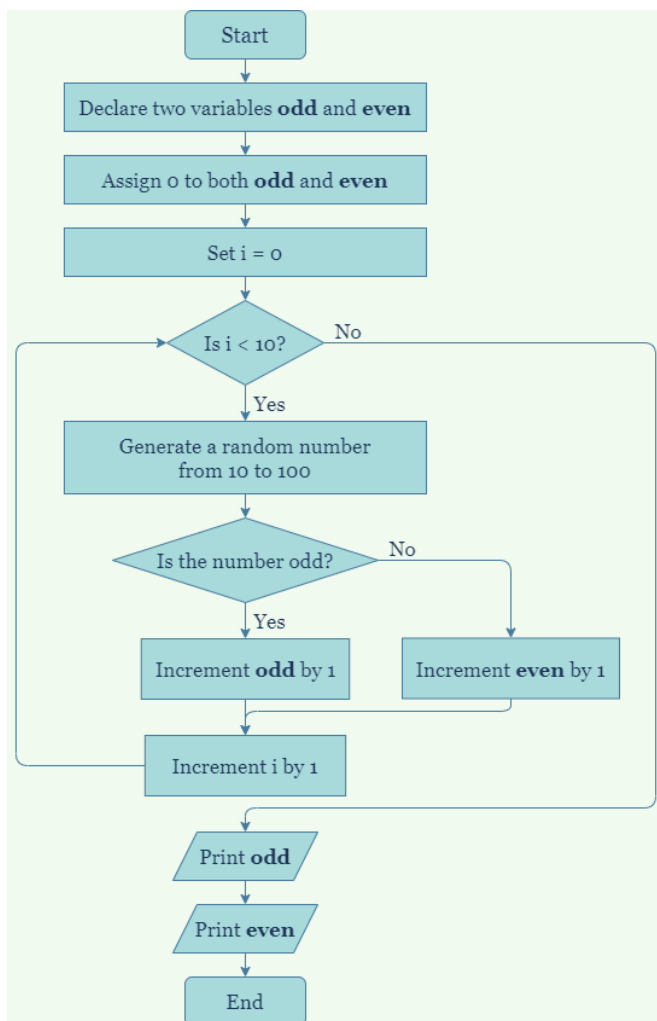 Start
Declare two variables odd and even
Assign 0 to both odd and even
Set i = 0
Is i < 10?
No
Yes
Generate a random number
from 10 to 100
Is the number odd?
No
Yes
Increment odd by 1
Increment even by 1
Increment i by 1
Print odd
Print even
End